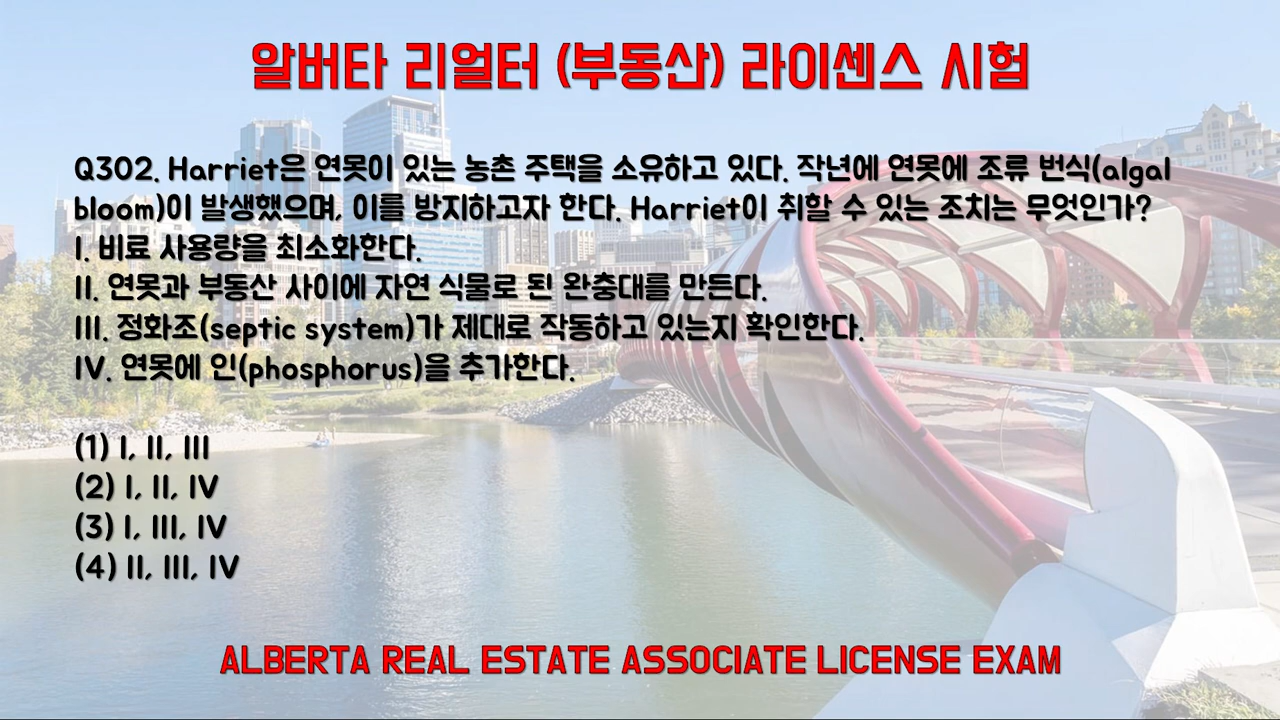 알버타 리얼터 (부동산) 라이센스 시험
Q302. Harriet은 연못이 있는 농촌 주택을 소유하고 있다. 작년에 연못에 조류 번식(algal
bloom)이 발생했으며, 이를 방지하고자 한다. Harriet이 취할 수 있는 조치는 무엇인가?
I. 비료 사용량을 최소화한다.
II. 연못과 부동산 사이에 자연 식물로 된 완충대를 만든다.
III. 정화조(septic system)가 제대로 작동하고 있는지 확인한다.
IV. 연못에 인(phosphorus)을 추가한다.
(1) I, II, III
(2) I, II, IV
(3) I, III, IV
(4) II, III, IV
ALBERTA REAL ESTATE ASSOCIATE LICENSE EXAM